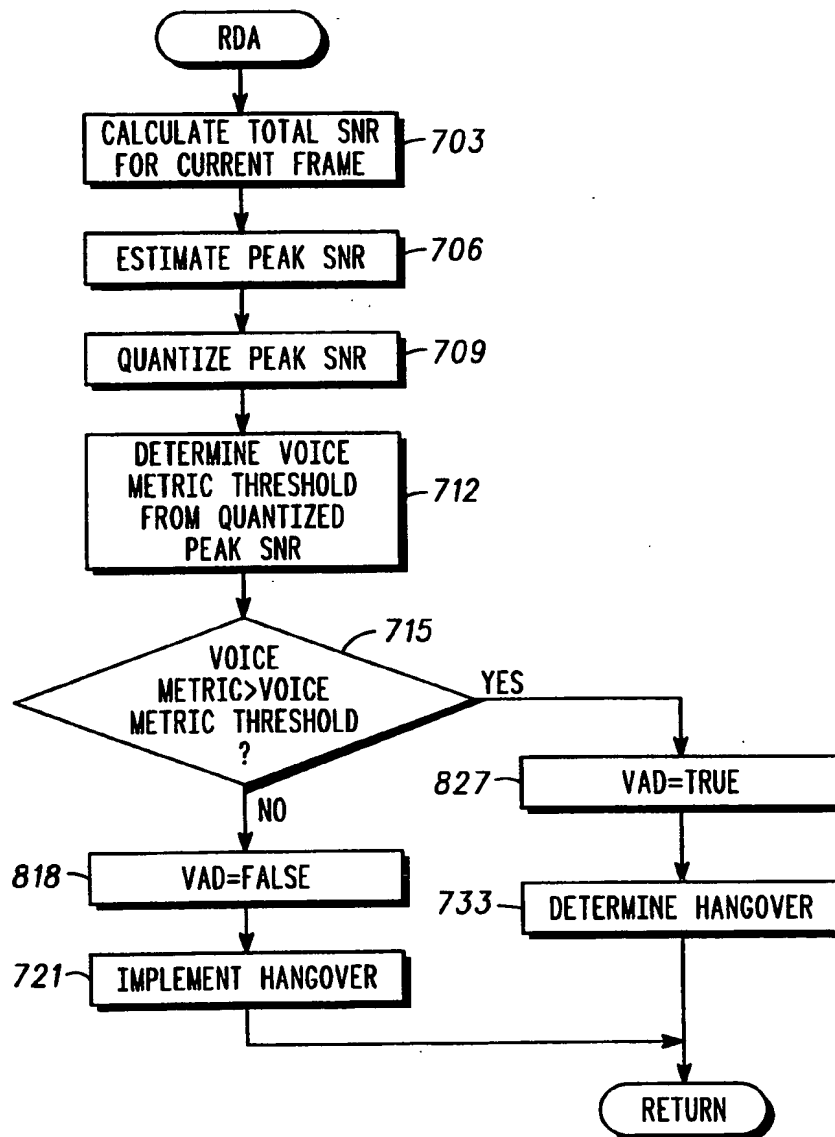 RDA
CALCULATE TOTAL SNR
FOR CURRENT FRAME
703
ESTIMATE PEAK SNR
706
QUANTIZE PEAK SNR
709
DETERMINE VOICE
METRIC THRESHOLD
FROM QUANTIZED
PEAK SNR
712
715
VOICE
METRIC>VOICE
METRIC THRESHOLD
?
YES
NO
827
VAD=TRUE
818
VAD=FALSE
733
DETERMINE HANGOVER
721
IMPLEMENT HANGOVER
RETURN